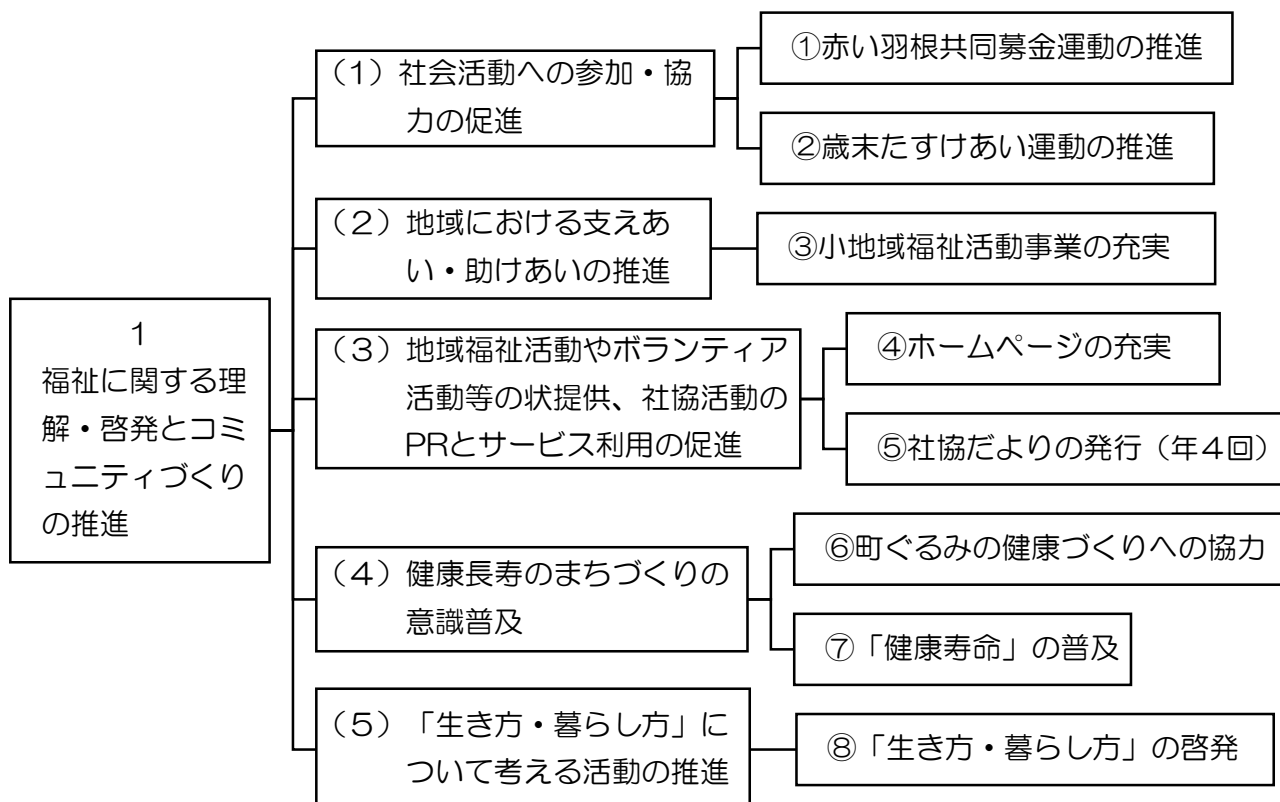 1
福祉に関する理
解・啓発とコミ
ュニティづくり
の推進
（1）社会活動への参加・協
力の促進
①赤い羽根共同募金運動の推進
②歳末たすけあい運動の推進
（2）地域における支えあ
い・助けあいの推進
③小地域福祉活動事業の充実
（3）地域福祉活動やボランティア
活動等の状提供、社協活動の
PRとサービス利用の促進
④ホームページの充実
⑤社協だよりの発行（年4回）
（4）健康長寿のまちづくりの
意識普及
⑥町ぐるみの健康づくりへの協力
⑦「健康寿命」の普及
（5）「生き方・暮らし方」に
ついて考える活動の推進
⑧「生き方・暮らし方」の啓発